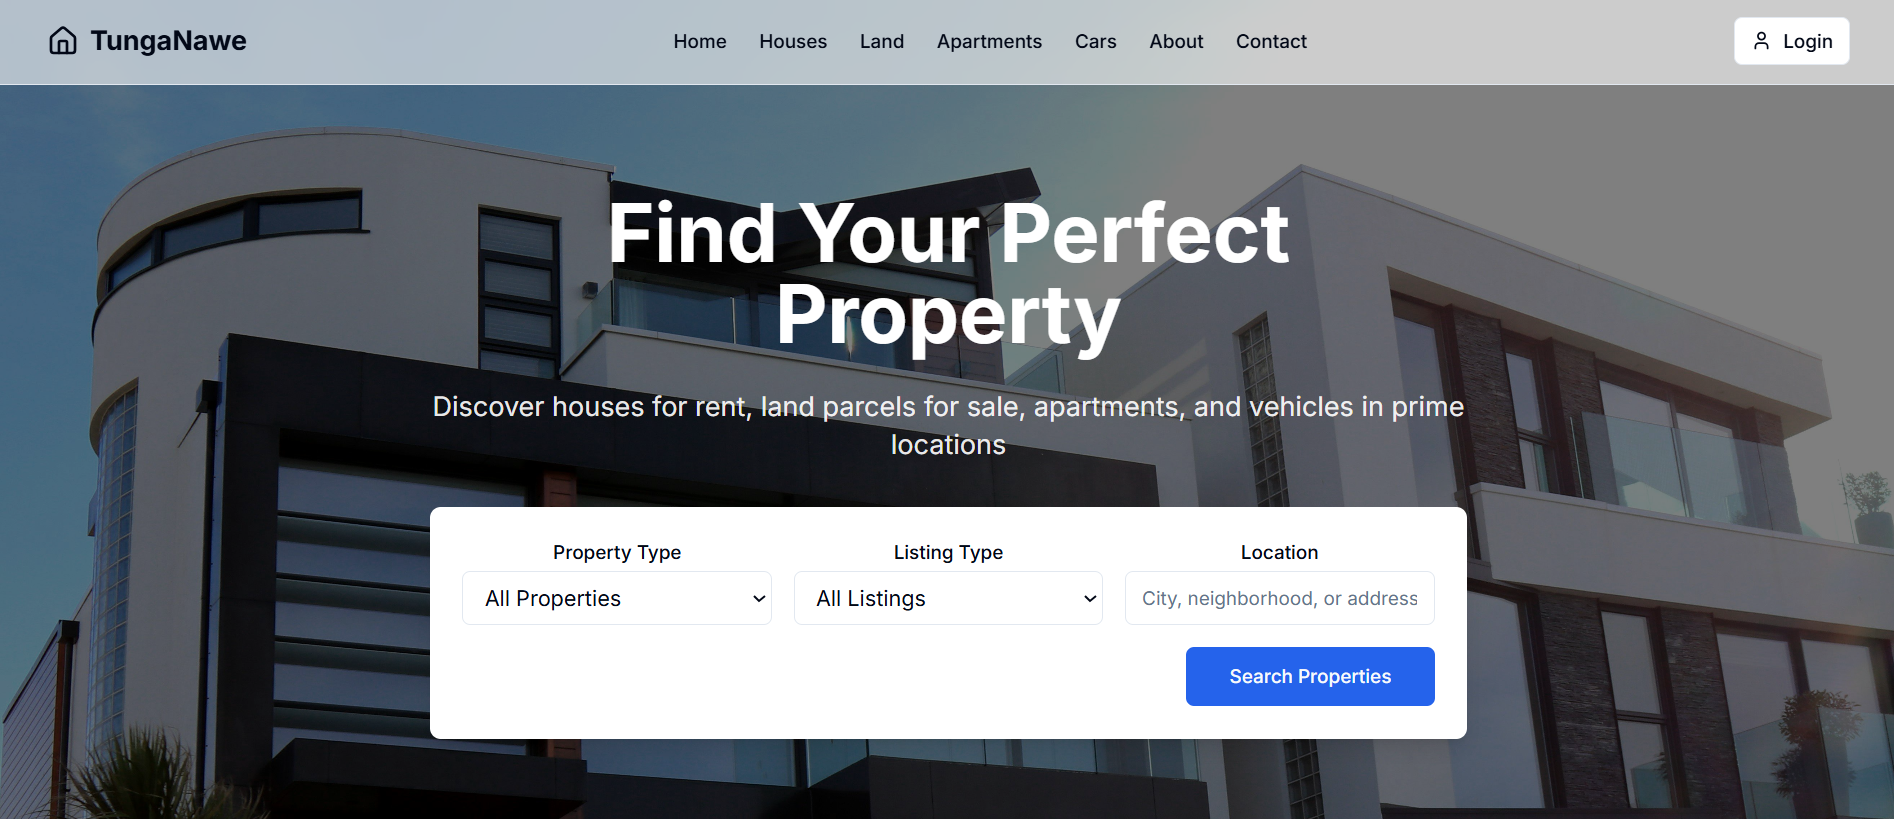 TungaNawe
Home Houses Land Apartments Cars About Contact
Login
Find Your Perfect
Property
Discover houses for rent, land parcels for sale, apartments, and vehicles in prime
locations
Property Type Listing Type Location
All Properties All Listings City, neighborhood, or address
Search Properties